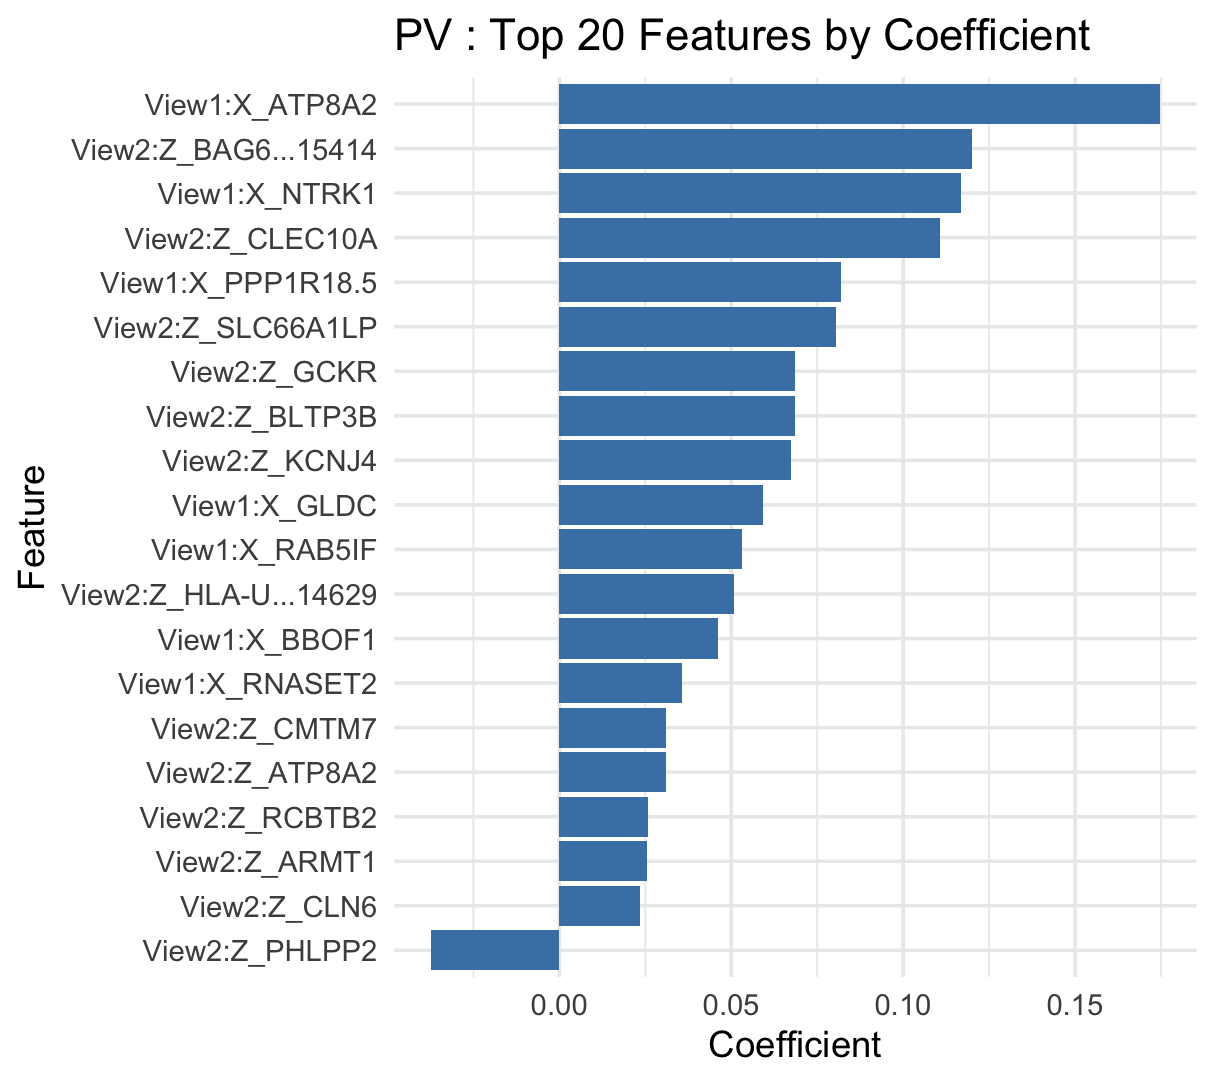 PV : Top 20 Features by Coefficient
Feature
View1:X_ATP8A2
View2:Z_BAG6...15414
View1:X_NTRK1
View2:Z_CLEC10A
View1:X_PPP1R18.5
View2:Z_SLC66A1LP
View2:Z_GCKR
View2:Z_BLTP3B
View2:Z_KCNJ4
View1:X_GLDC
View1:X_RAB5IF
View2:Z_HLA-U...14629
View1:X_BBOF1
View1:X_RNASET2
View2:Z_CMTM7
View2:Z_ATP8A2
View2:Z_RCBTB2
View2:Z_ARMT1
View2:Z_CLN6
View2:Z_PHLPP2
0.00 0.05 0.10 0.15
Coefficient